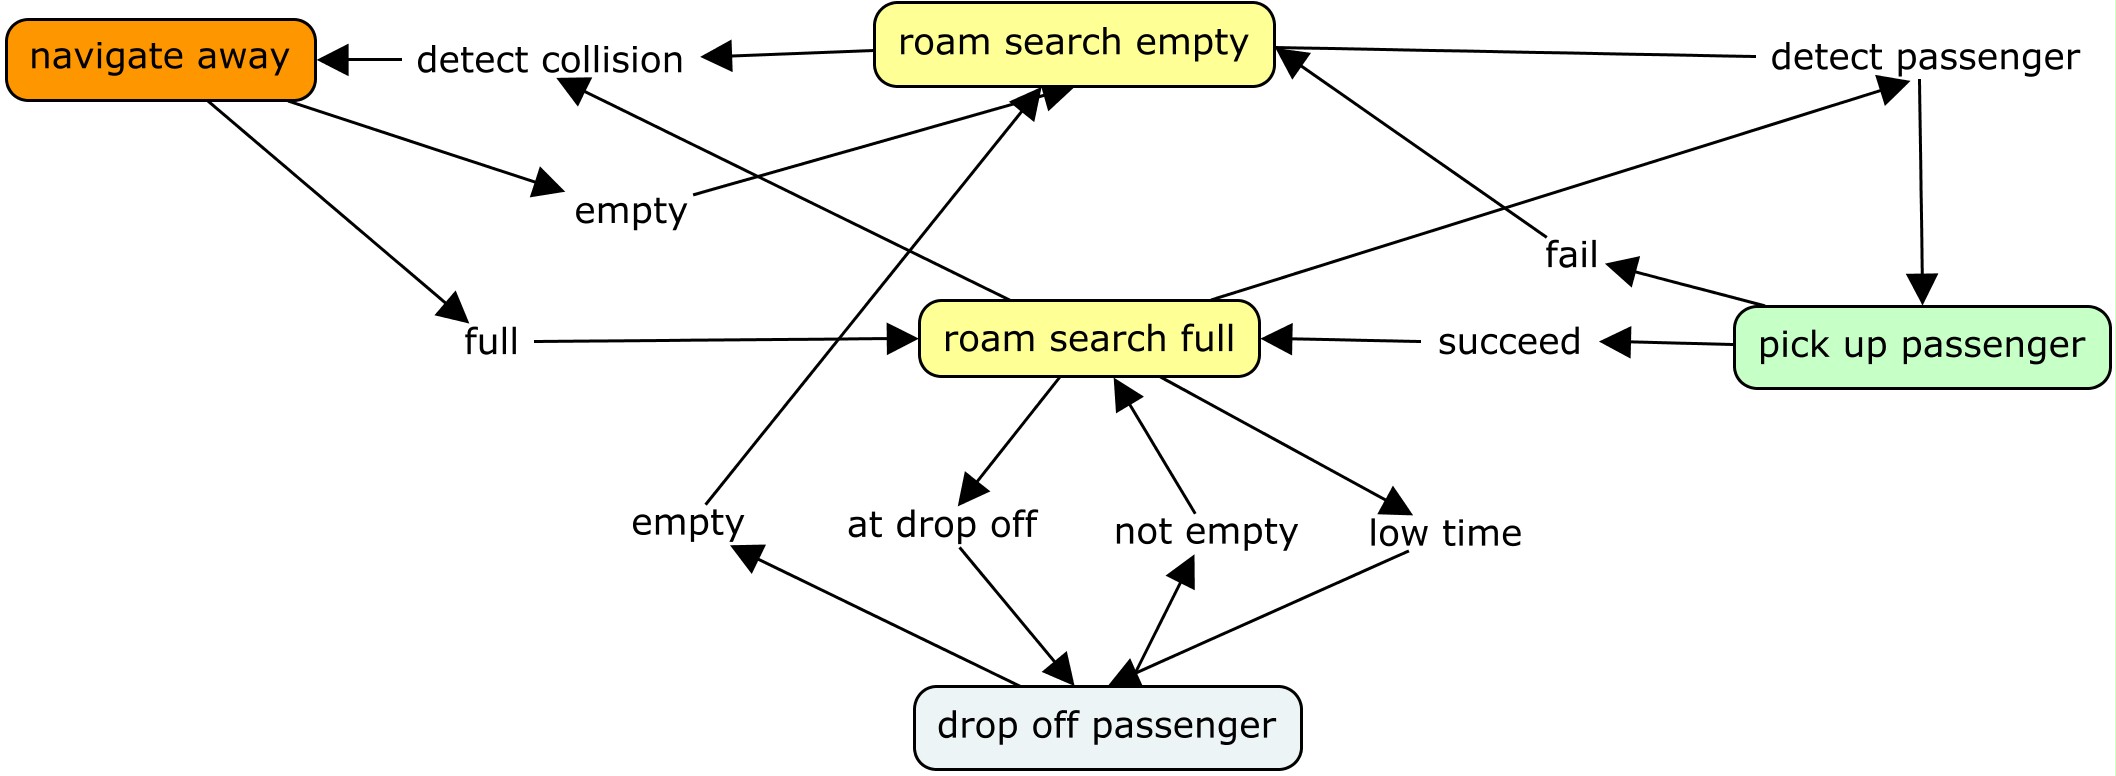 navigate away
detect collision
roam search empty
detect passenger
empty
fail
full
roam search full
succeed
pick up passenger
empty
at drop off
not empty
low time
drop off passenger